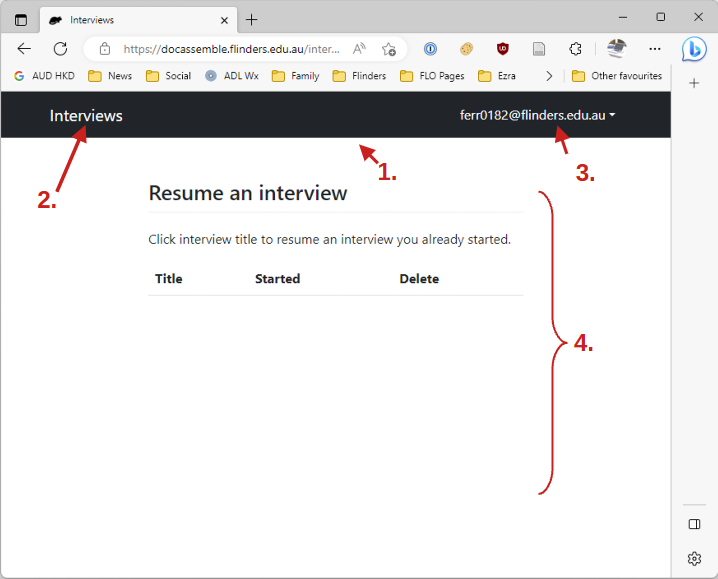 Interviews
https://docassemble.flinders.edu.au/inter...
AUD HKD News Social ADL Wx Family Flinders FLO Pages Ezra Other favourites
Interviews ferr0182@flinders.edu.au
1.
2. 3.
Resume an interview
Click interview title to resume an interview you already started.
Title Started Delete
4.